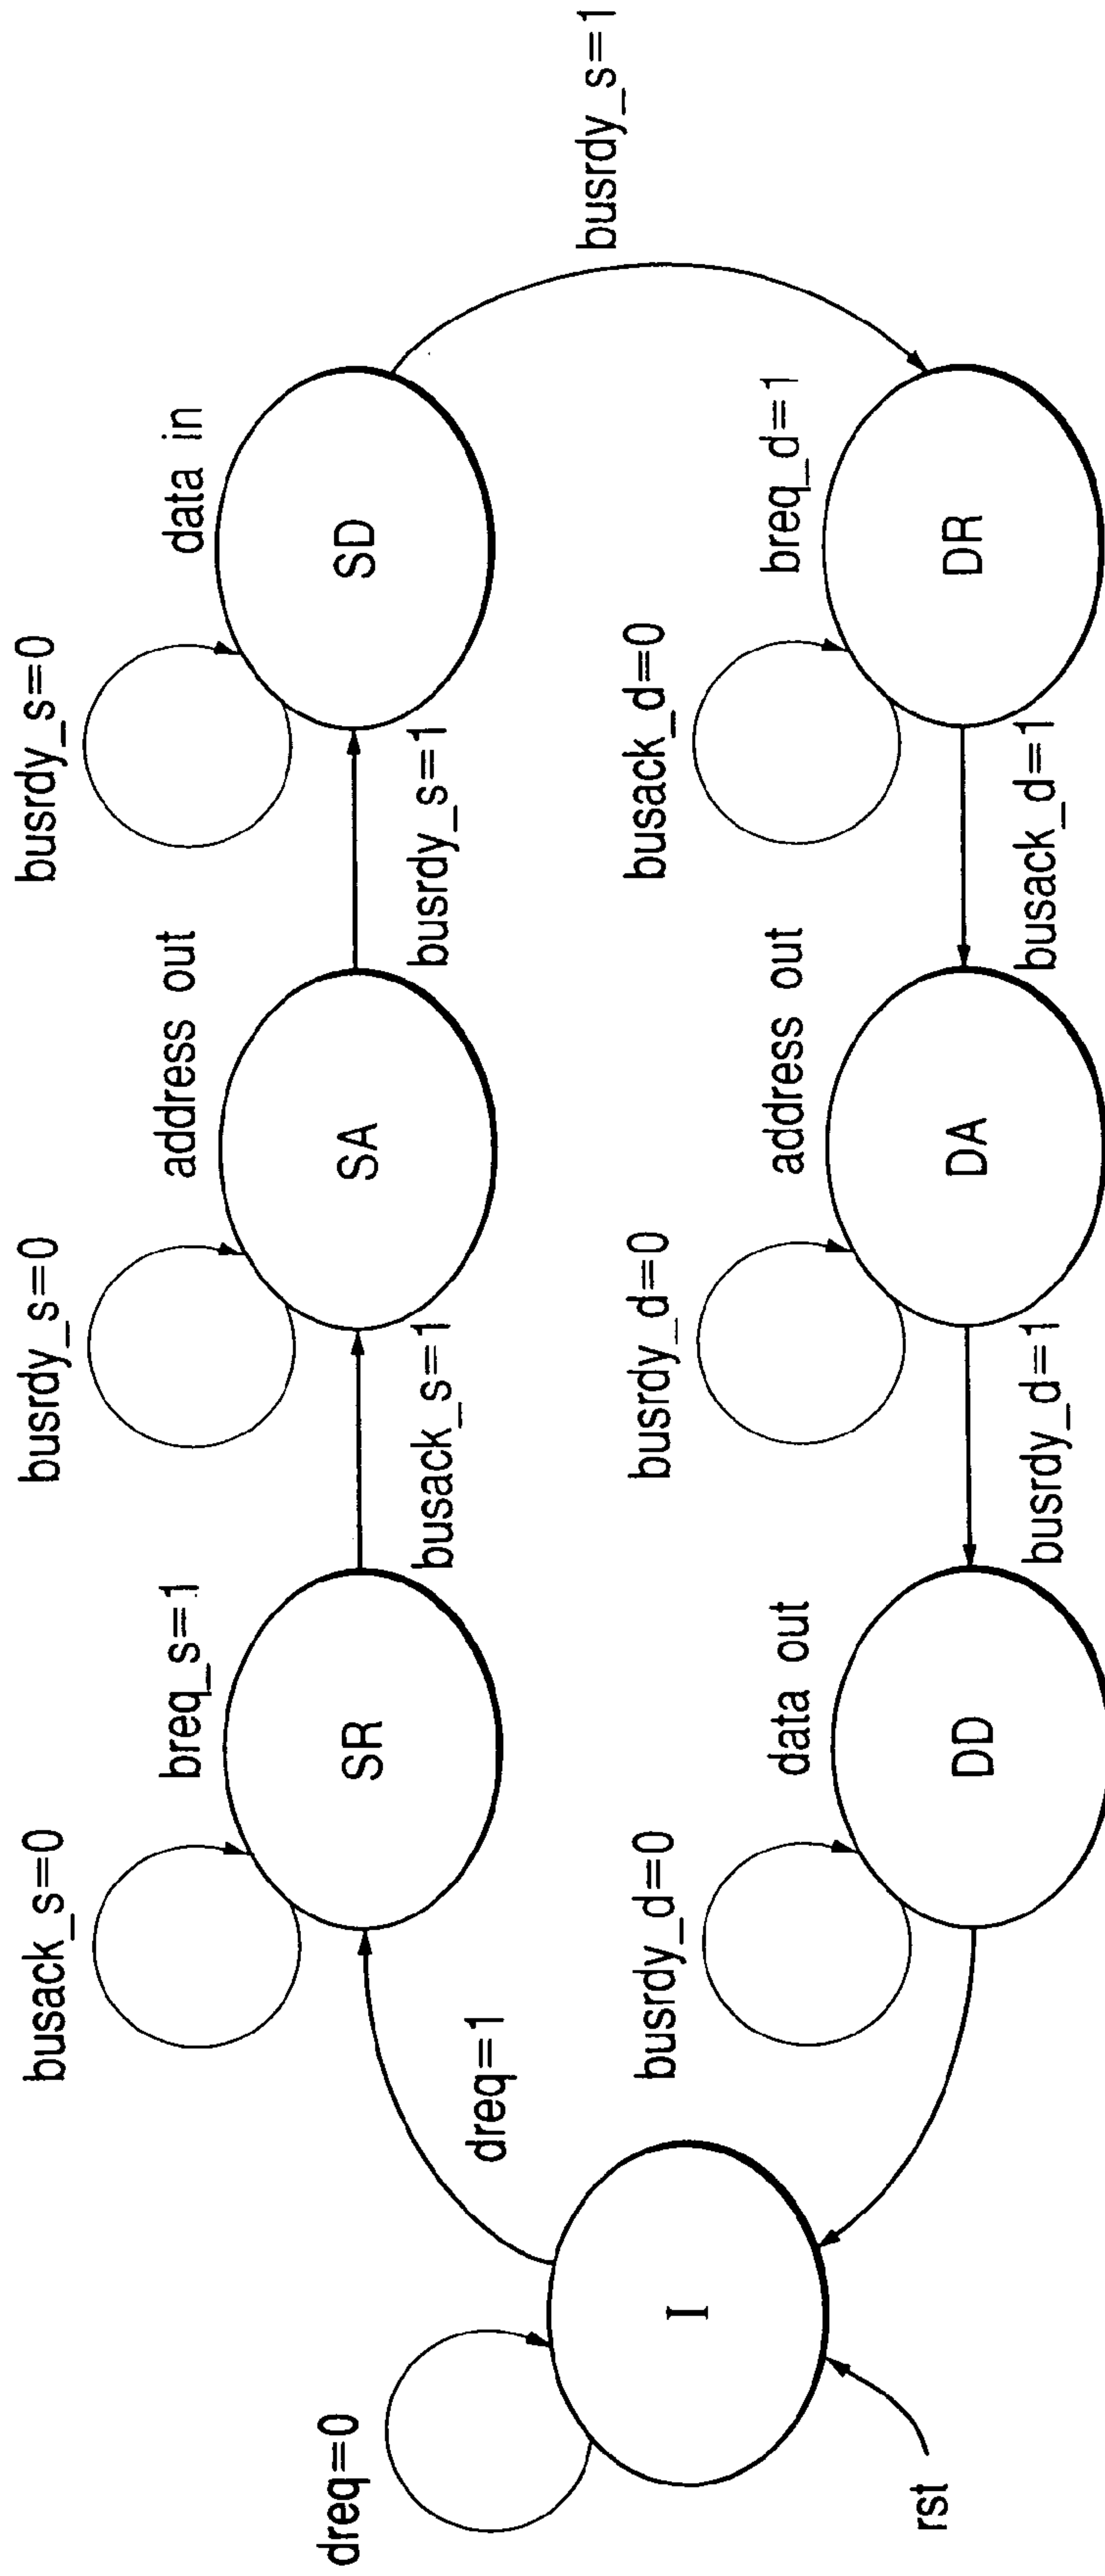 dreq=0
I
rst
dreq=1
busack_s=0
breq_s=1
SR
busack_s=1
busrdy_s=0
address out
SA
busrdy_s=1
busrdy_s=0
data in
SD
busrdy_s=1
busack_d=0
breq_d=1
DR
busack_d=1
busrdy_d=0
address out
DA
busrdy_d=1
busrdy_d=0
data out
DD